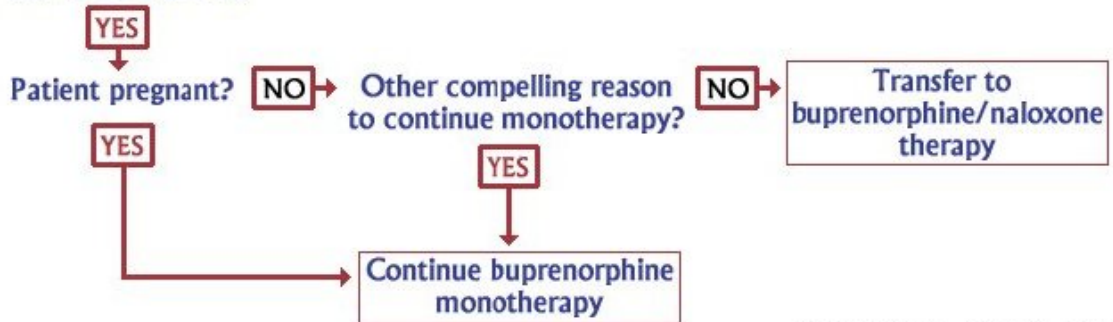 YES
Patient pregnant?
NO
Other compelling reason
to continue monotherapy?
NO
Transfer to
buprenorphine/naloxone
therapy
YES
YES
Continue buprenorphine
monotherapy